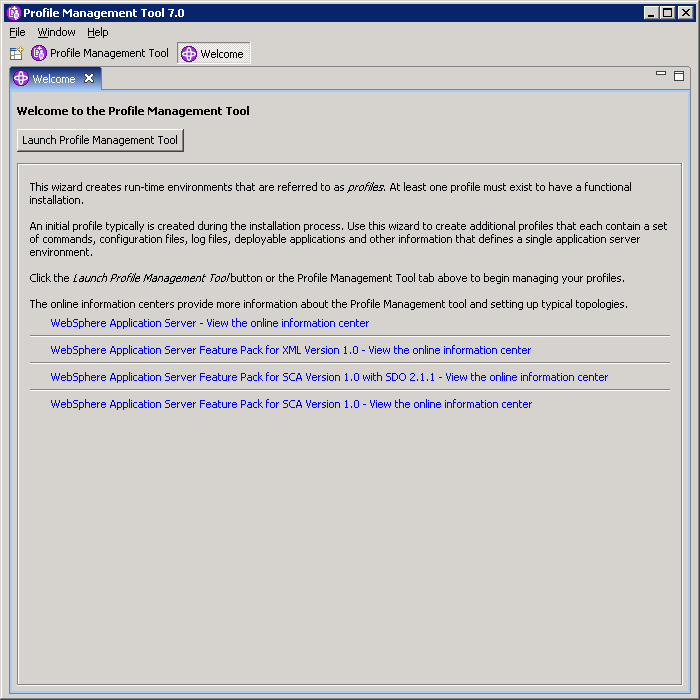 Profile Management Tool 7.0
File Window Help
Profile Management Tool Welcome
Welcome
Welcome to the Profile Management Tool
Launch Profile Management Tool
This wizard creates run-time environments that are referred to as profiles. At least one profile must exist to have a functional
installation.
An initial profile typically is created during the installation process. Use this wizard to create additional profiles that each contain a set
of commands, configuration files, log files, deployable applications and other information that defines a single application server
environment.
Click the Launch Profile Management Tool button or the Profile Management Tool tab above to begin managing your profiles.
The online information centers provide more information about the Profile Management tool and setting up typical topologies.
WebSphere Application Server - View the online information center
WebSphere Application Server Feature Pack for XML Version 1.0 - View the online information center
WebSphere Application Server Feature Pack for SCA Version 1.0 with SDO 2.1.1 - View the online information center
WebSphere Application Server Feature Pack for SCA Version 1.0 - View the online information center